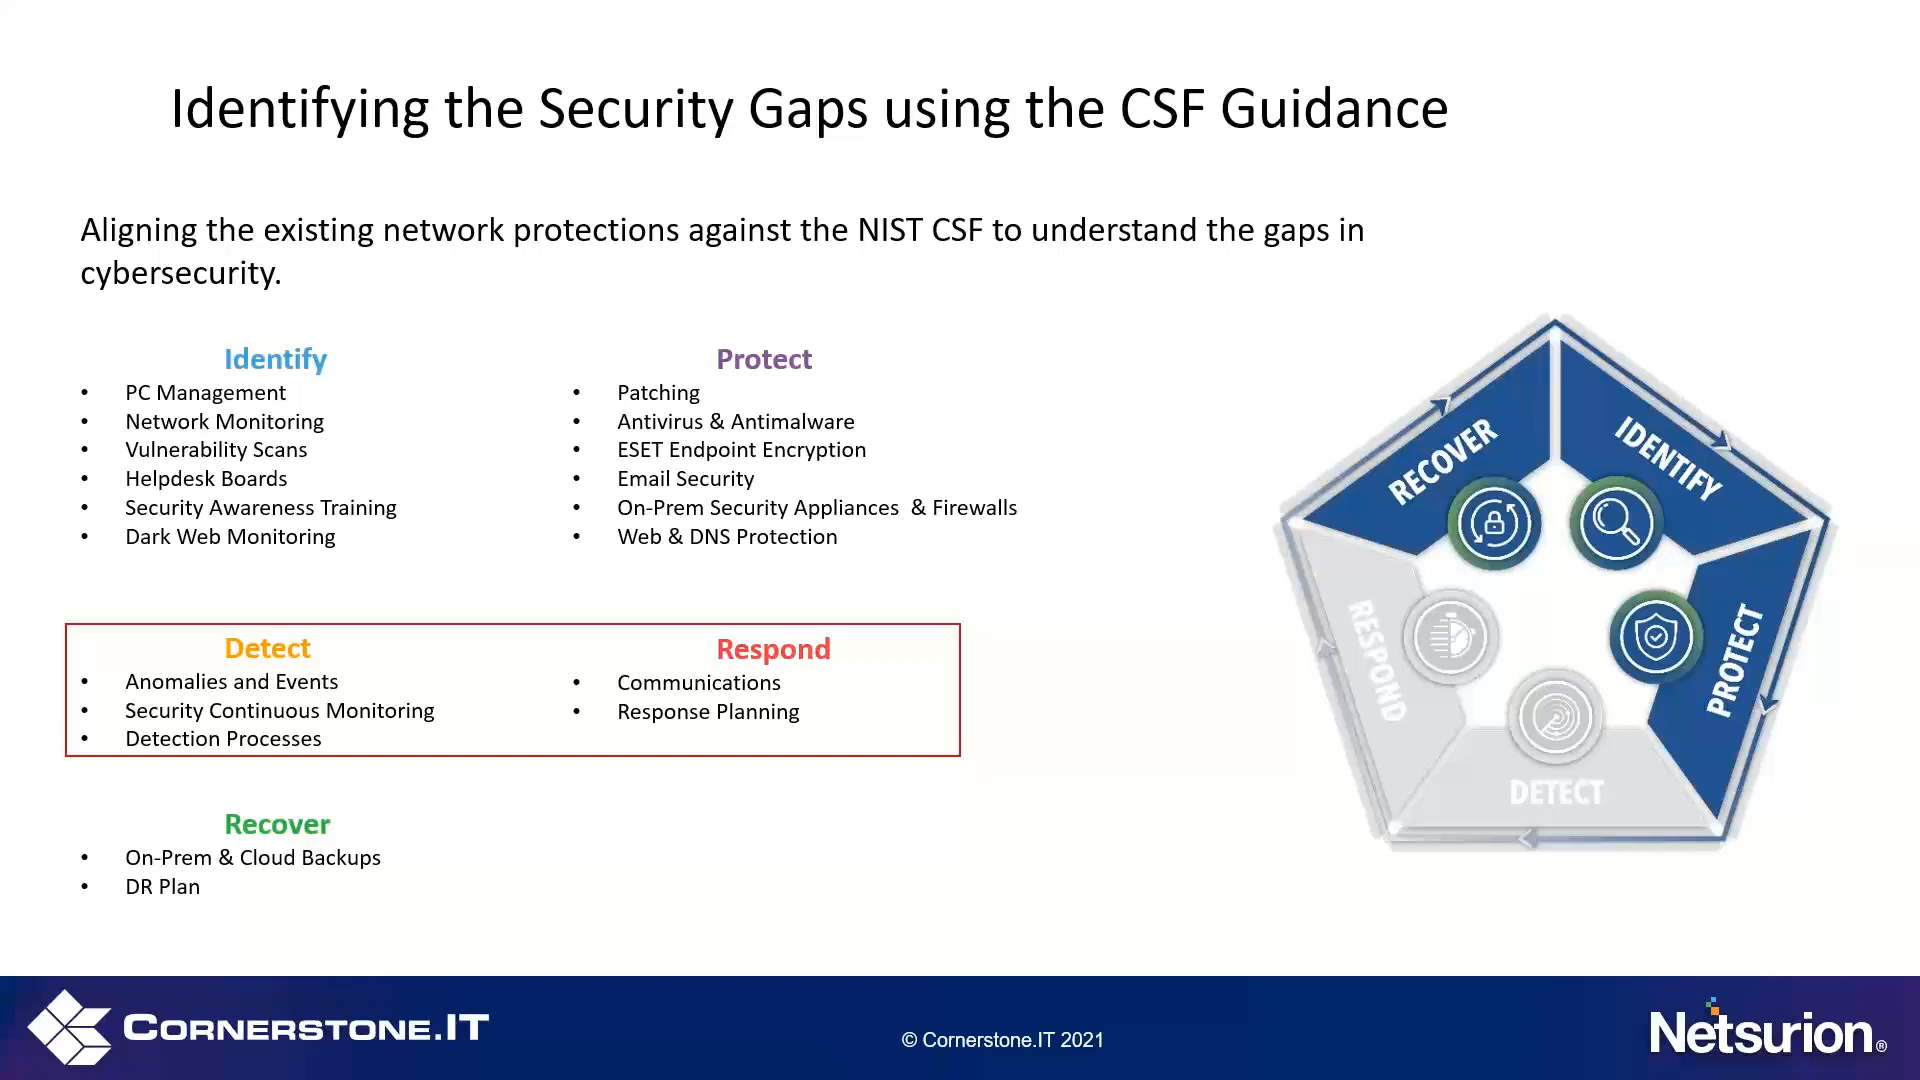 Identifying the Security Gaps using the CSF Guidance
Aligning the existing network protections against the NIST CSF to understand the gaps in
cybersecurity.
Identify
• PC Management
• Network Monitoring
• Vulnerability Scans
• Helpdesk Boards
• Security Awareness Training
• Dark Web Monitoring
Protect
• Patching
• Antivirus & Antimalware
• ESET Endpoint Encryption
• Email Security
• On-Prem Security Appliances & Firewalls
• Web & DNS Protection
Detect
• Anomalies and Events
• Security Continuous Monitoring
• Detection Processes
Respond
• Communications
• Response Planning
Recover
• On-Prem & Cloud Backups
• DR Plan
RECOVER
IDENTIFY
PROTECT
DETECT
RESPOND
CORNERSTONE.IT
© Cornerstone.IT 2021
Netsurion®